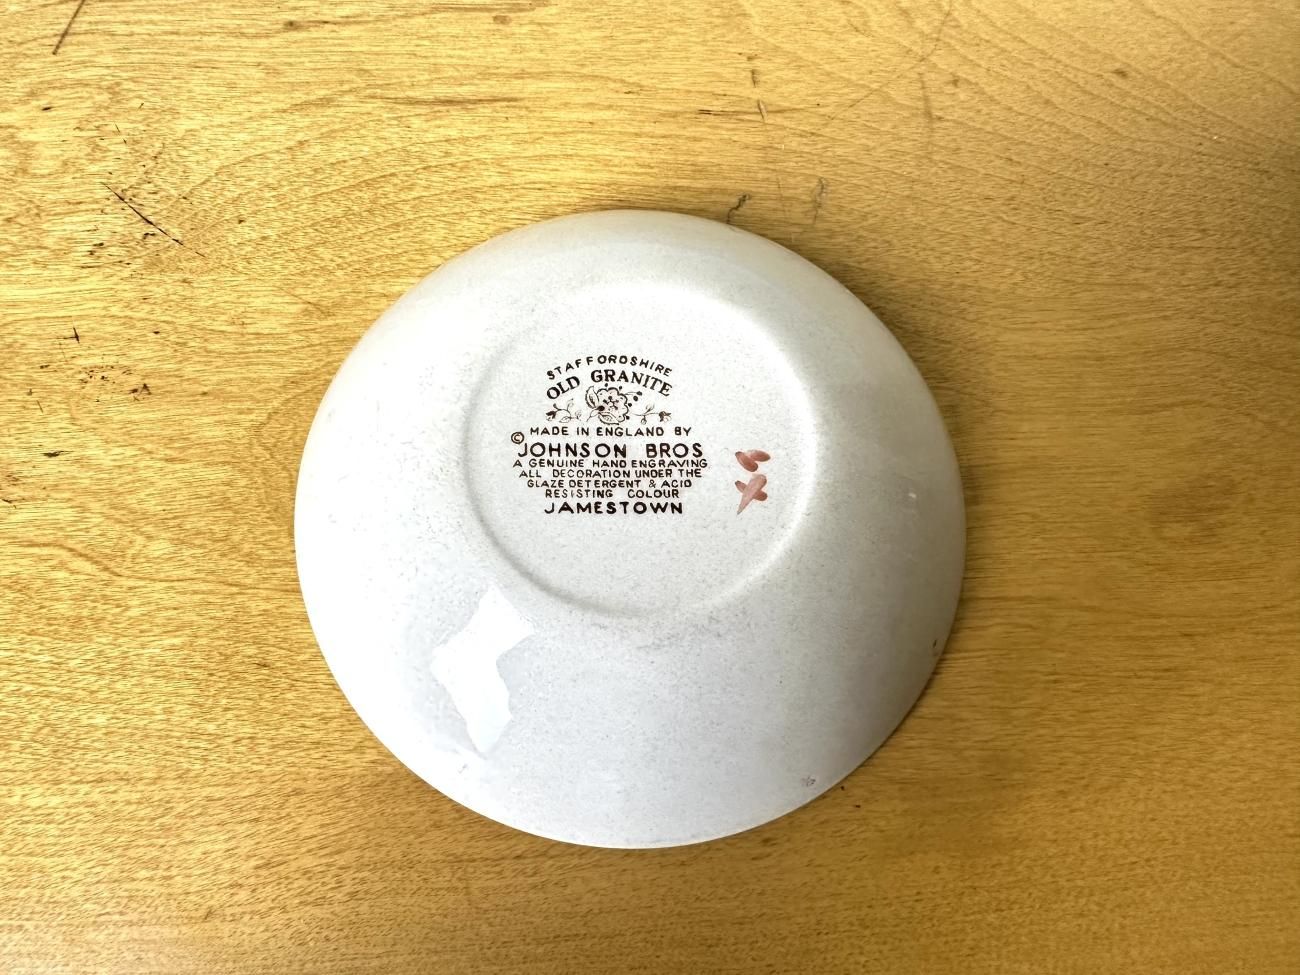 STAFFORDSHIRE
OLD GRANITE
MADE IN ENGLAND BY
©JOHNSON BROS
A GENUINE HAND ENGRAVING
ALL DECORATION UNDER THE
GLAZE DETERGENT & ACID
RESISTING COLOUR
JAMESTOWN